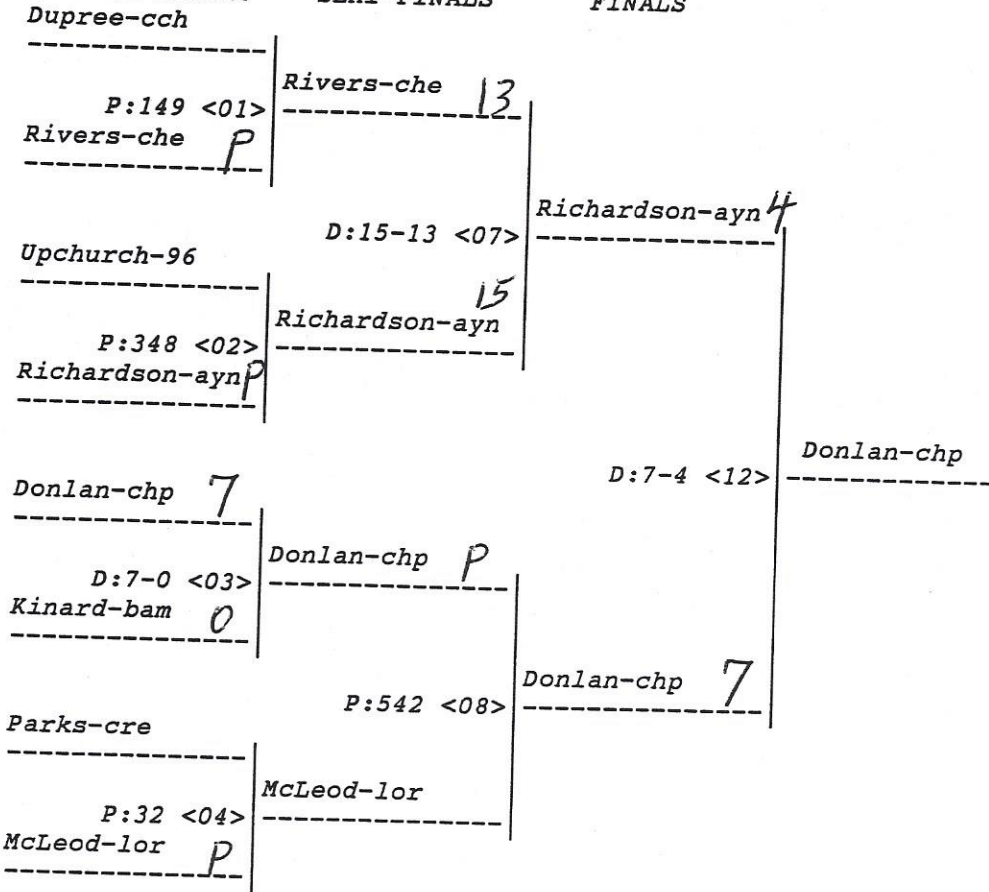 SEMI-FINALS FINALS
Dupree-cch
Rivers-che 13
P:149 <01>
Rivers-che P
Richardson-ayn 4
D:15-13 <07>
Upchurch-96
15
Richardson-ayn
P:348 <02>
Richardson-ayn P
Donlan-chp
D:7-4 <12>
Donlan-chp 7
Donlan-chp P
D:7-0 <03>
Kinard-bam 0
Donlan-chp 7
P:542 <08>
Parks-cre
McLeod-lor
P:32 <04>
McLeod-lor P